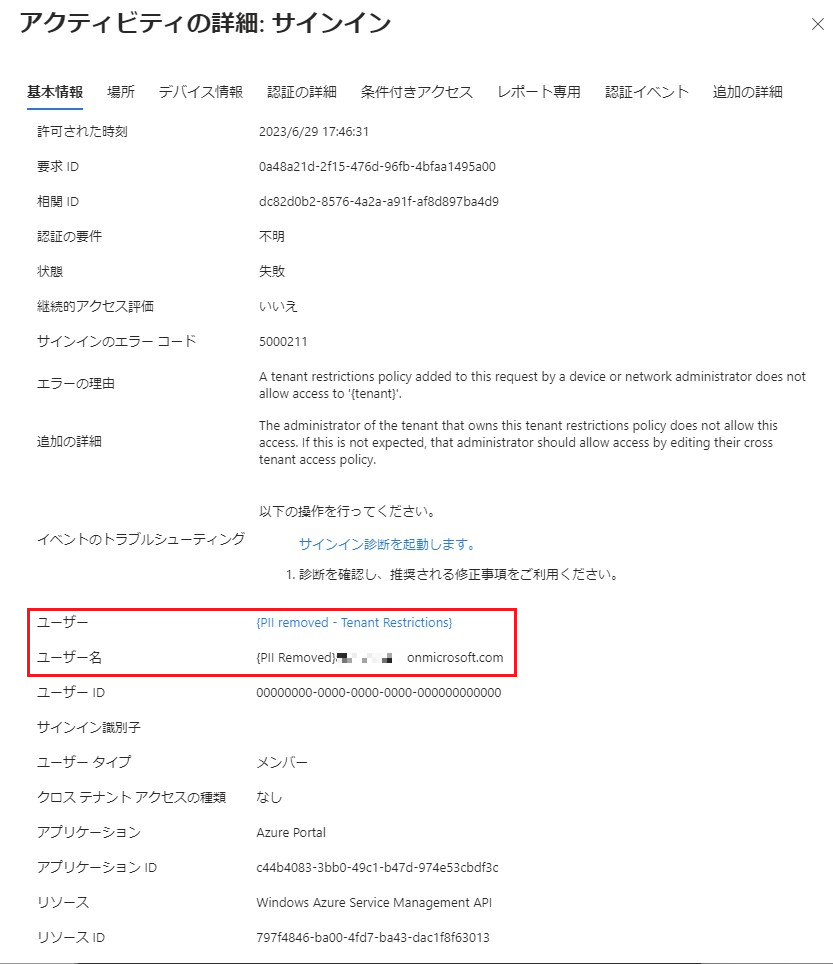 アクティビティの詳細: サインイン
基本情報 場所 デバイス情報 認証の詳細 条件付きアクセス レポート専用 認証イベント 追加の詳細
許可された時刻 2023/6/29 17:46:31
要求 ID 0a48a21d-2f15-476d-96fb-4bfaa1495a00
相関 ID dc82d0b2-8576-4a2a-a91f-af8d897ba4d9
認証の要件 不明
状態 失敗
継続的アクセス評価 いいえ
サインインのエラー コード 5000211
エラーの理由 A tenant restrictions policy added to this request by a device or network administrator does not
allow access to '{tenant}'.
追加の詳細 The administrator of the tenant that owns this tenant restrictions policy does not allow this
access. If this is not expected, that administrator should allow access by editing their cross
tenant access policy.
イベントのトラブルシューティング 以下の操作を行ってください。
サインイン診断を起動します。
1. 診断を確認し、推奨される修正事項をご利用ください。
ユーザー {PII removed - Tenant Restrictions}
ユーザー名 {PII Removed} onmicrosoft.com
ユーザー ID 00000000-0000-0000-0000-000000000000
サインイン識別子
ユーザー タイプ メンバー
クロス テナント アクセスの種類 なし
アプリケーション Azure Portal
アプリケーション ID c44b4083-3bb0-49c1-b47d-974e53cbdf3c
リソース Windows Azure Service Management API
リソース ID 797f4846-ba00-4fd7-ba43-dac1f8f63013